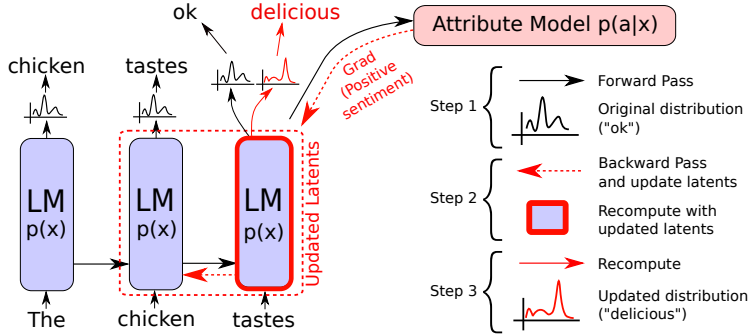 ok
delicious
Attribute Model p(a|x)
Grad
(Positive
sentiment)
chicken
tastes
LM
p(x)
LM
p(x)
LM
p(x)
Updated Latents
The
chicken
tastes
Step 1
Forward Pass
Original distribution
("ok")
Step 2
Backward Pass
and update latents
Recompute with
updated latents
Step 3
Recompute
Updated distribution
("delicious")